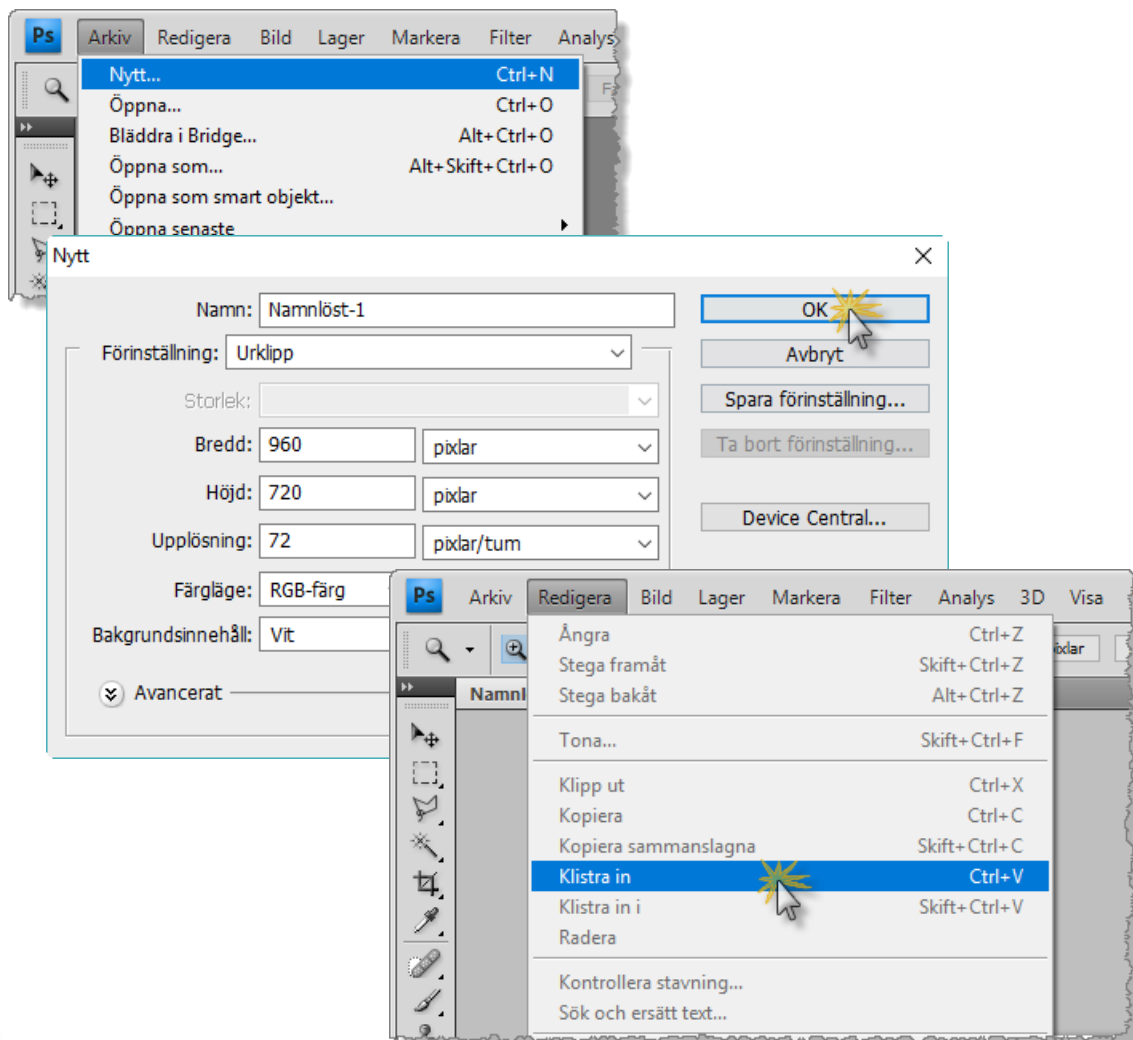 Ps Arkiv Redigera Bild Lager Markera Filter Analys
Nytt... Ctrl+N
Öppna... Ctrl+O
Bläddra i Bridge... Alt+Ctrl+O
Öppna som... Alt+Skift+Ctrl+O
Öppna som smart objekt...
Öppna senaste
Nytt
Namn: Namnlöst-1
OK
Förinställning: Urklipp
Avbryt
Storlek:
Spara förinställning...
Bredd: 960 pixlar
Ta bort förinställning...
Höjd: 720 pixlar
Device Central...
Upplösning: 72 pixlar/tum
Färgläge: RGB-färg
Bakgrundsinnehåll: Vit
Avancerat
Ps Arkiv Redigera Bild Lager Markera Filter Analys 3D Visa
Ångra Ctrl+Z
Stega framåt Skift+Ctrl+Z
Stega bakåt Alt+Ctrl+Z
Tona... Skift+Ctrl+F
Klipp ut Ctrl+X
Kopiera Ctrl+C
Kopiera sammanslagna Skift+Ctrl+C
Klistra in Ctrl+V
Klistra in i Skift+Ctrl+V
Radera
Kontrollera stavning...
Sök och ersätt text...